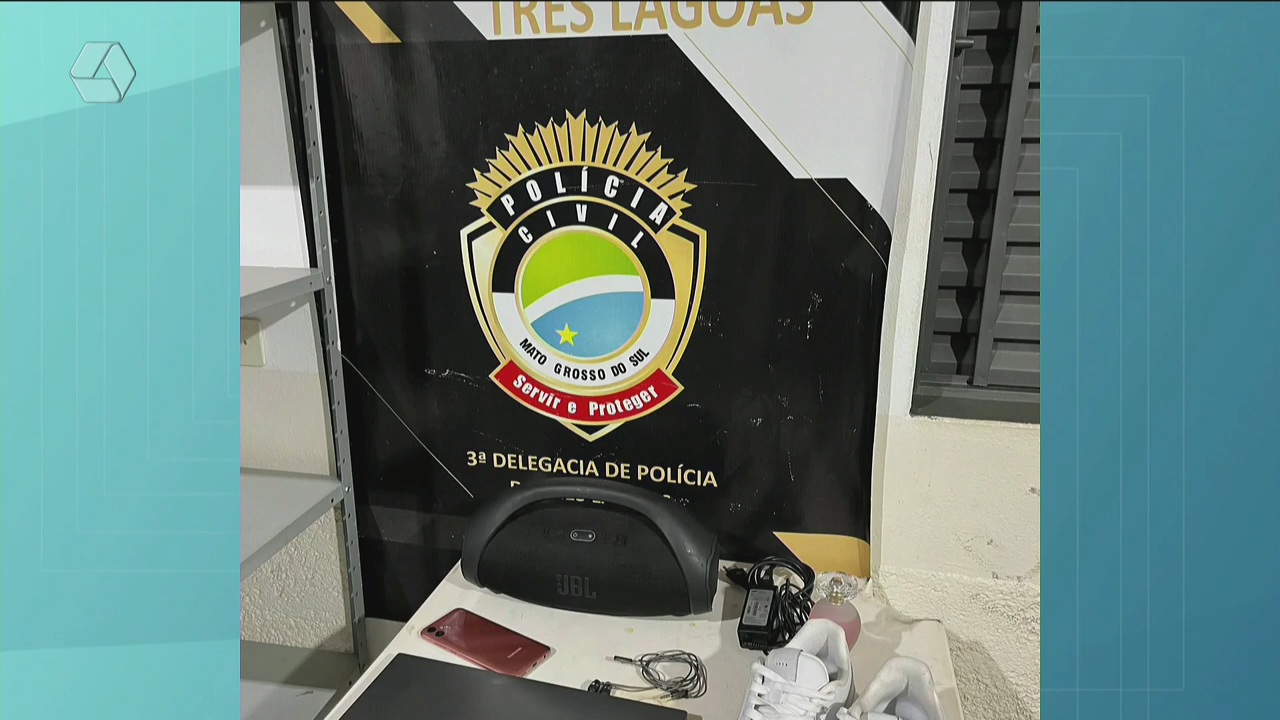 TRÊS LAGOAS
POLÍCIA
CIVIL
MATO GROSSO DO SUL
Servir e Proteger
3ª DELEGACIA DE POLÍCIA
JBL